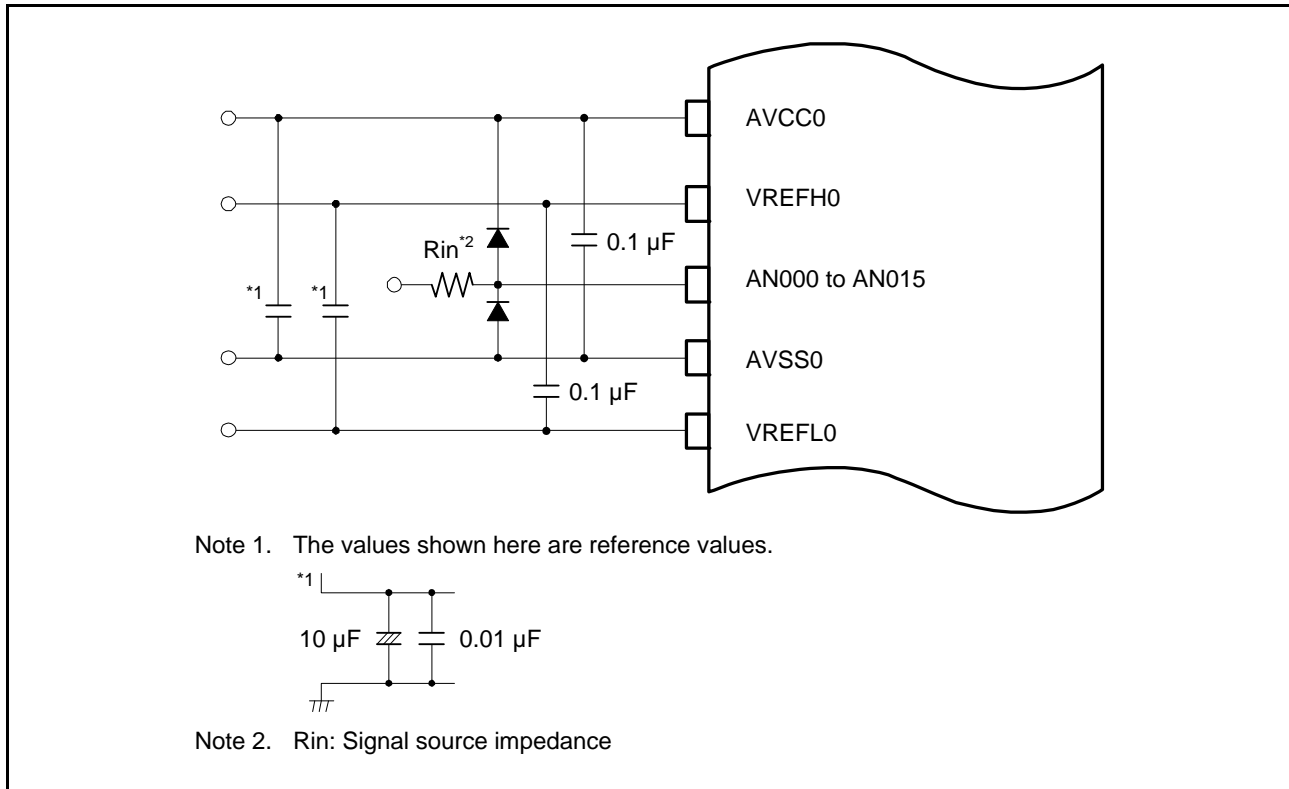 AVCC0
VREFH0
Rin*2
0.1 µF
*1
*1
AN000 to AN015
AVSS0
0.1 µF
VREFL0
Note 1. The values shown here are reference values.
*1
10 µF
0.01 µF
Note 2. Rin: Signal source impedance